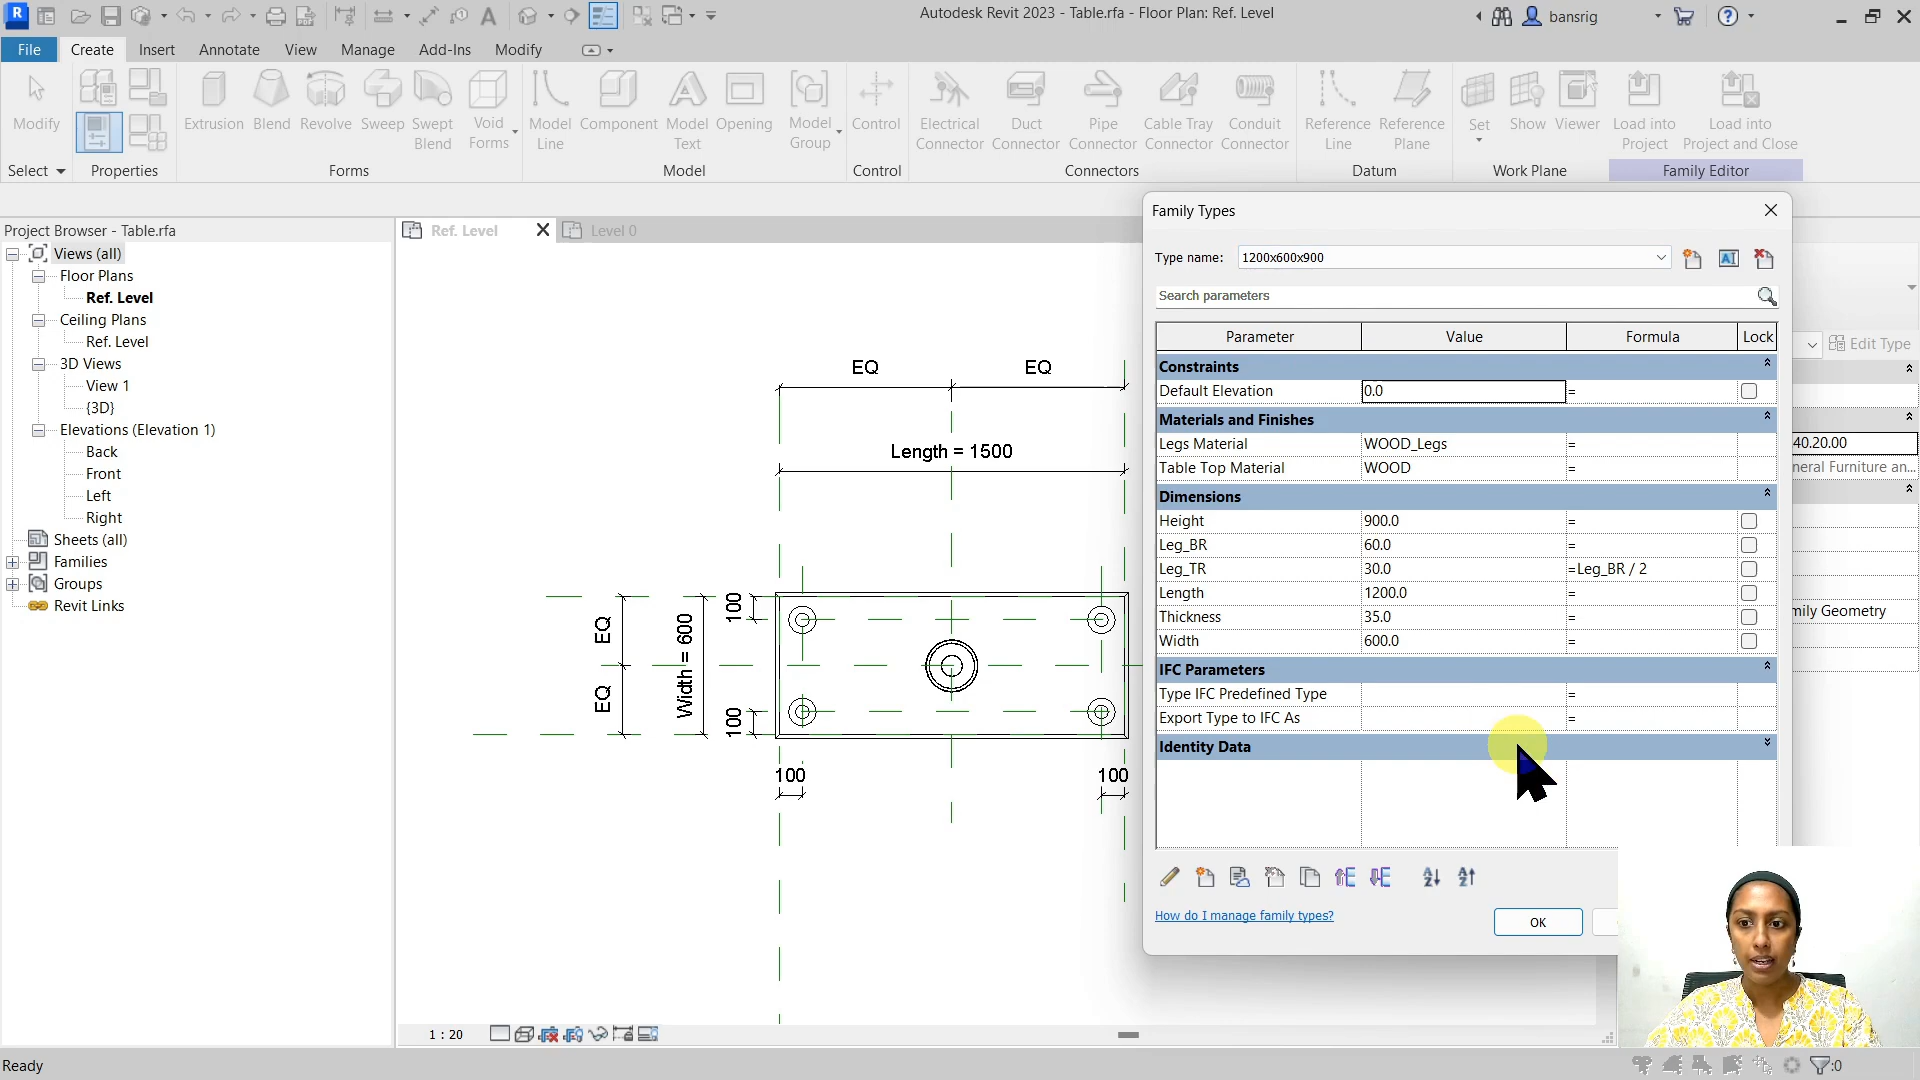 Autodesk Revit 2023 - Table.rfa - Floor Plan: Ref. Level
bansrig
File Create Insert Annotate View Manage Add-Ins Modify
Modify
Extrusion Blend Revolve Sweep Swept Blend Void Forms
Model Line Component Model Text Opening Model Group
Control
Electrical Connector Duct Connector Pipe Connector Cable Tray Connector Conduit Connector
Reference Line Reference Plane
Set Show Viewer
Load into Project Load into Project and Close
Select Properties Forms Model Control Connectors Datum Work Plane Family Editor
Project Browser - Table.rfa
Views (all)
Floor Plans
Ref. Level
Ceiling Plans
Ref. Level
3D Views
View 1
{3D}
Elevations (Elevation 1)
Back
Front
Left
Right
Sheets (all)
Families
Groups
Revit Links
Ref. Level
Level 0
EQ EQ
Length = 1500
EQ
EQ
Width = 600
100
100
100 100
1 : 20
Family Types
Type name: 1200x600x900
Search parameters
Parameter Value Formula Lock
Constraints
Default Elevation 0.0 =
Materials and Finishes
Legs Material WOOD_Legs =
Table Top Material WOOD =
Dimensions
Height 900.0 =
Leg_BR 60.0 =
Leg_TR 30.0 =Leg_BR / 2
Length 1200.0 =
Thickness 35.0 =
Width 600.0 =
IFC Parameters
Type IFC Predefined Type =
Export Type to IFC As =
Identity Data
How do I manage family types?
OK
Edit Type
40.20.00
neral Furniture an...
mily Geometry
Ready
:0